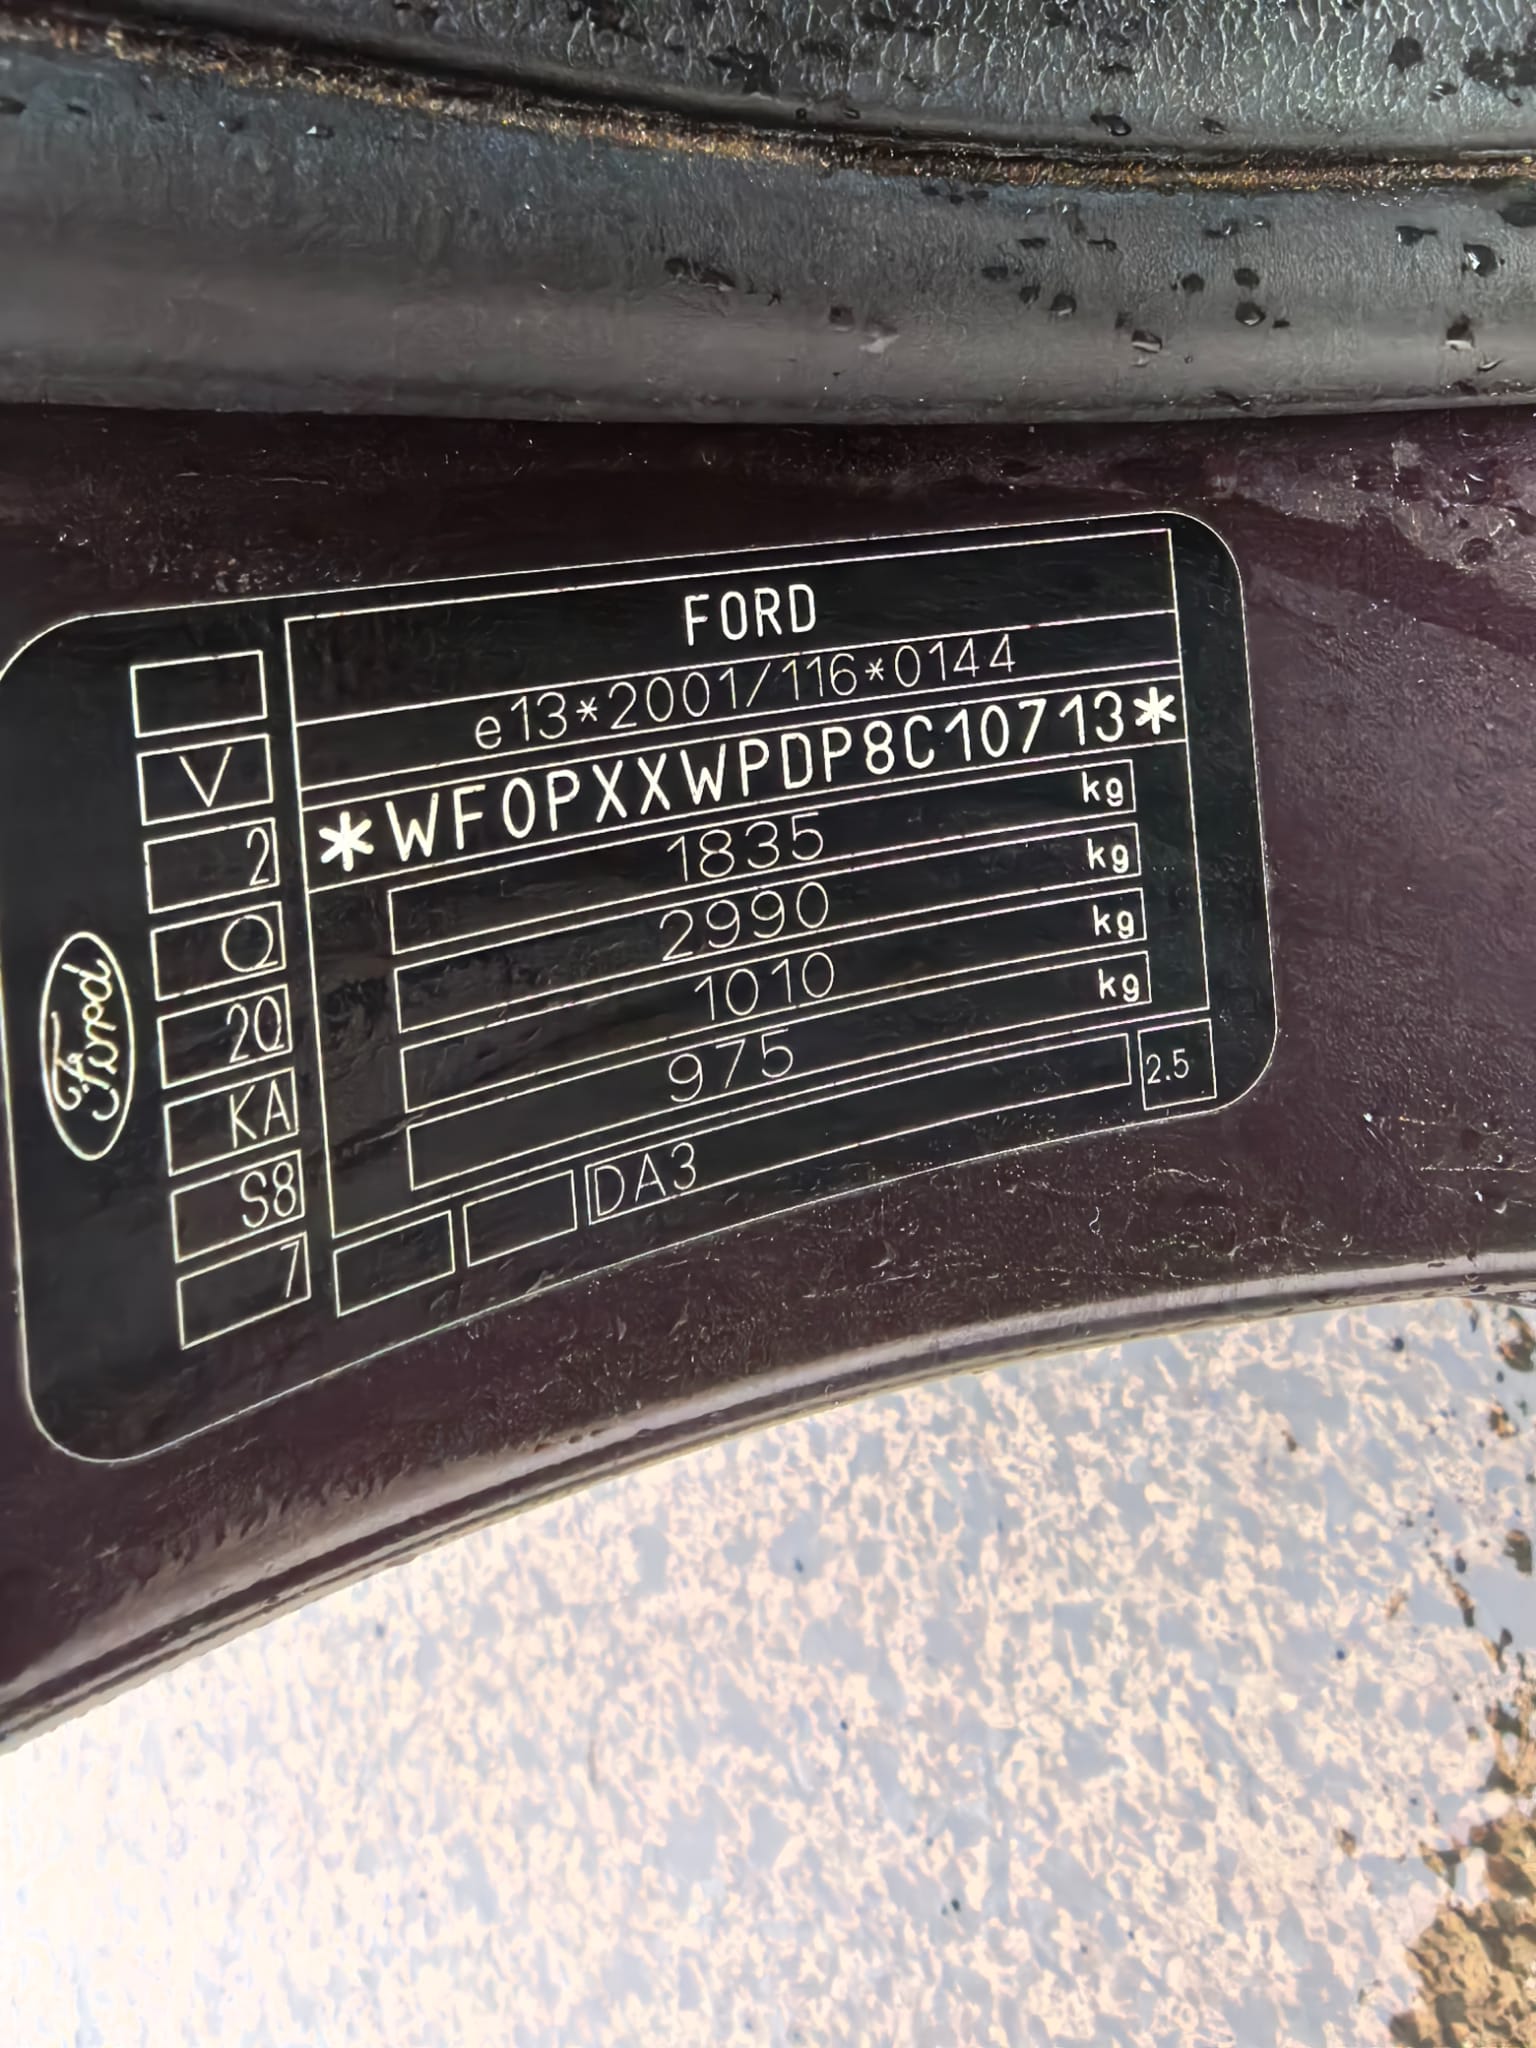 FORD
e13*2001/116*0144
*WF0PXXWPDP8C10713*
1835 kg
2990 kg
1010 kg
975 kg
2.5
DA3
V
2
Q
2Q
KA
S8
7
Ford